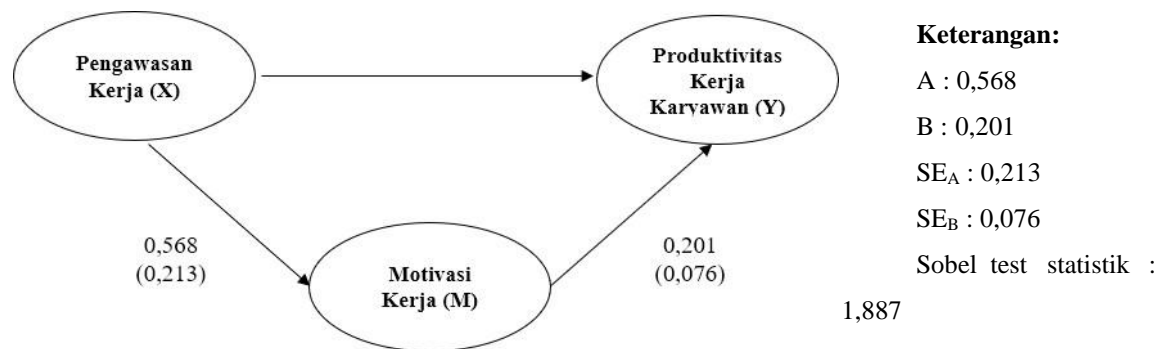 Pengawasan
Kerja (X)
Produktivitas
Kerja
Karyawan (Y)
0,568
(0,213)
Motivasi
Kerja (M)
0,201
(0,076)
Keterangan:
A : 0,568
B : 0,201
SEA : 0,213
SEB : 0,076
Sobel test statistik :
1,887